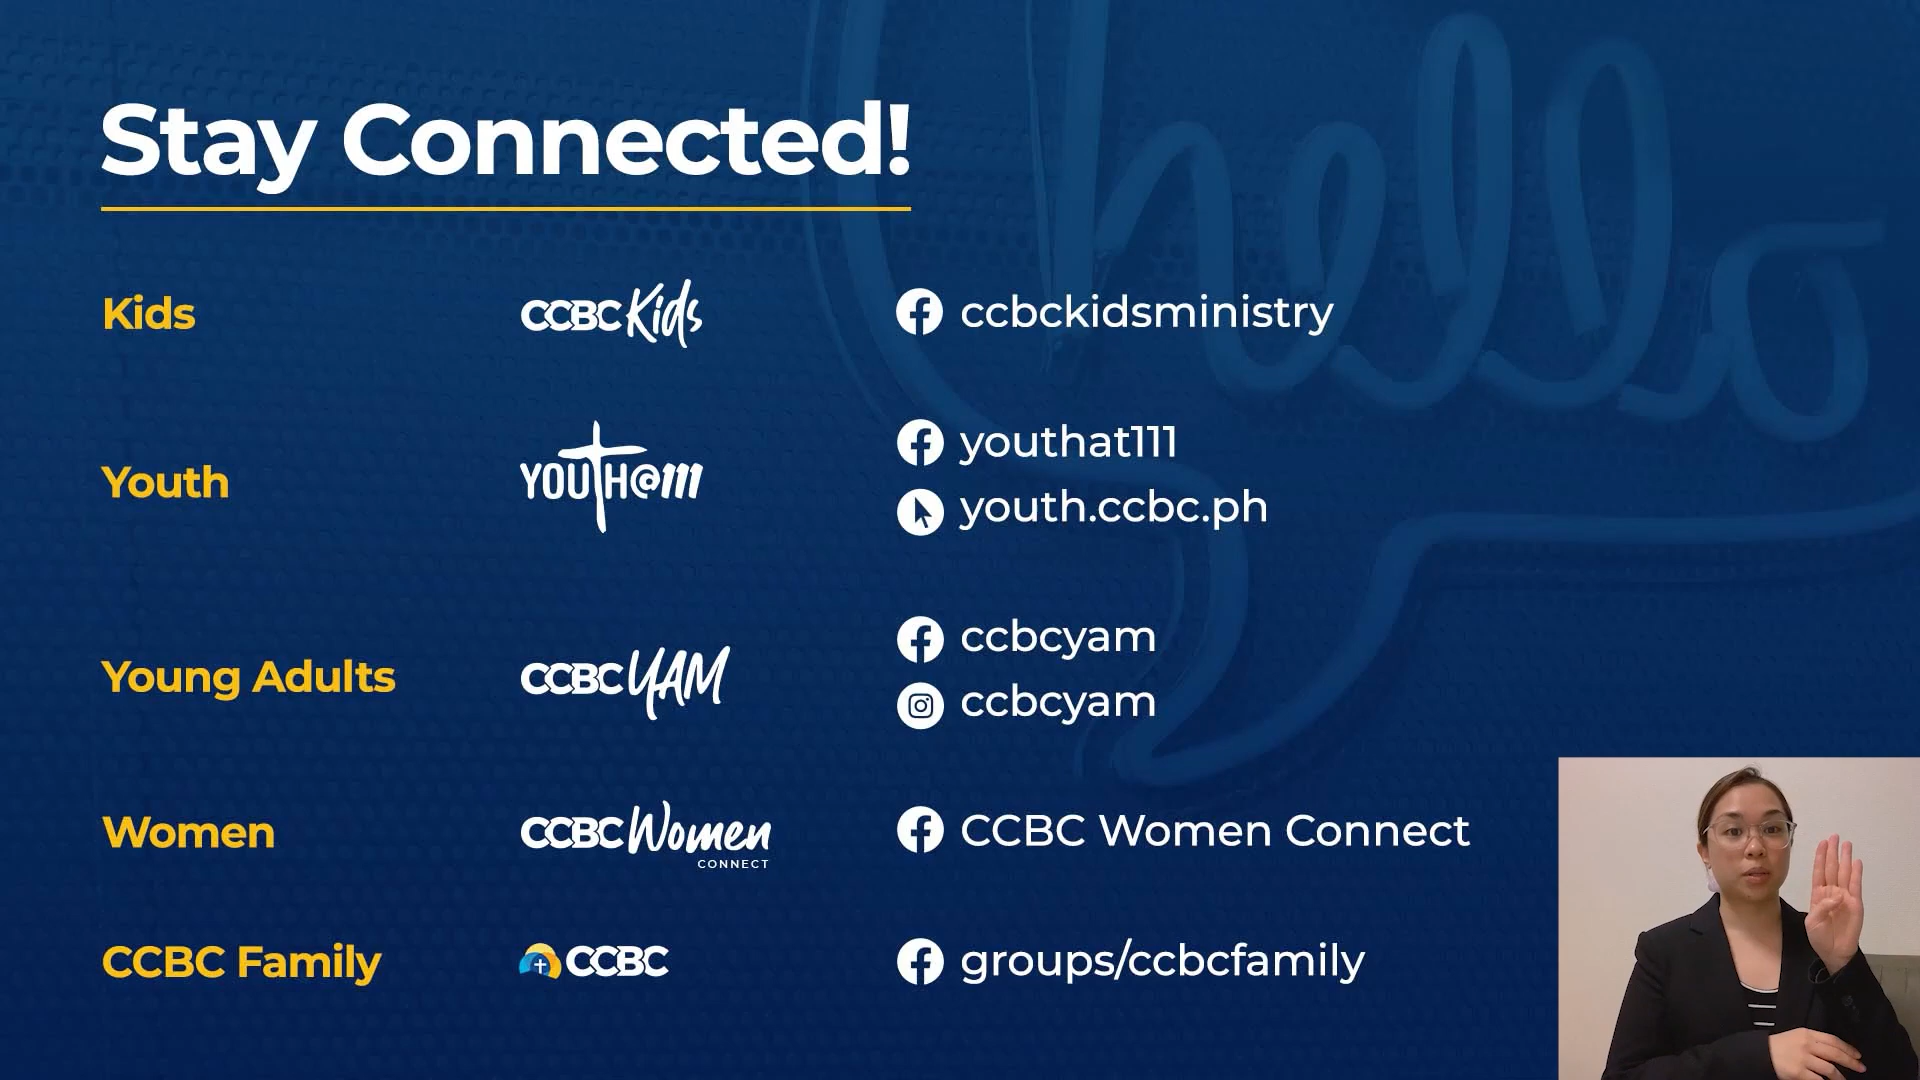 Stay Connected!
hello
Kids
CCBC Kids
ccbckidsministry
Youth
YOUTH@111
youthat111
youth.ccbc.ph
Young Adults
CCBC YAM
ccbcyam
ccbcyam
Women
CCBC Women
CONNECT
CCBC Women Connect
CCBC Family
CCBC
groups/ccbcfamily